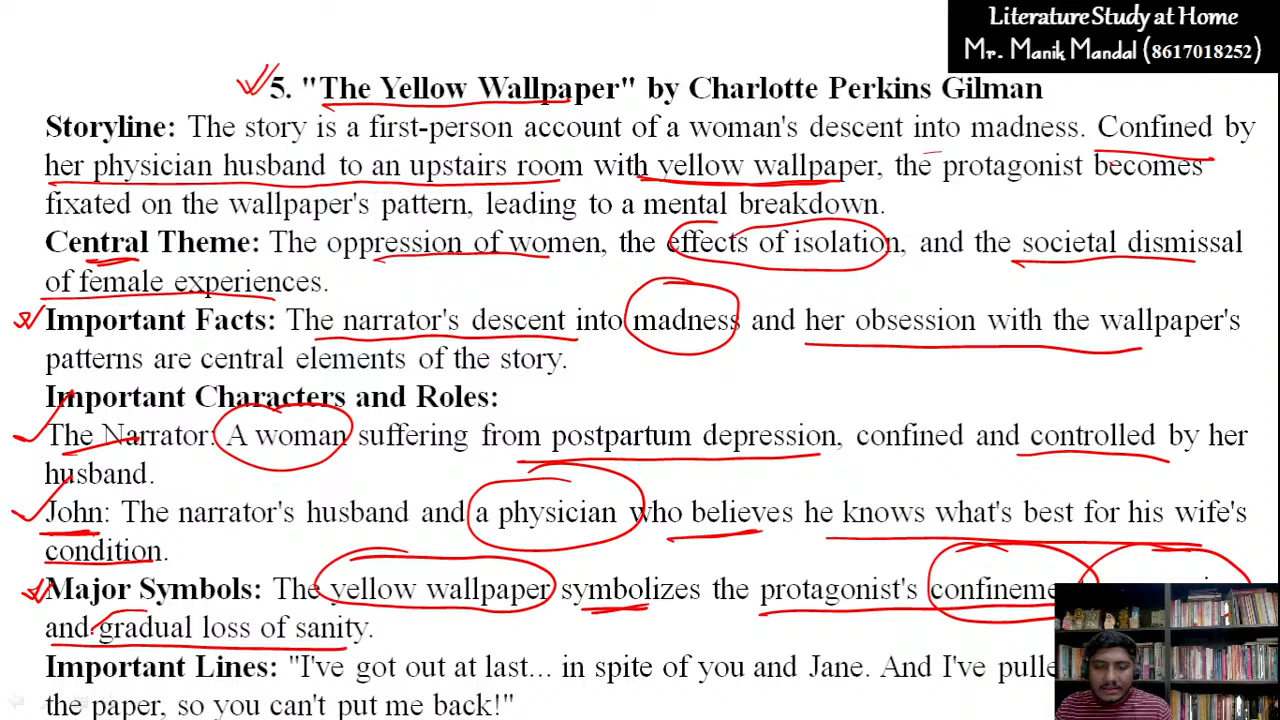 Literature Study at Home
Mr. Manik Mandal (8617018252)
5. "The Yellow Wallpaper" by Charlotte Perkins Gilman
Storyline: The story is a first-person account of a woman's descent into madness. Confined by
her physician husband to an upstairs room with yellow wallpaper, the protagonist becomes
fixated on the wallpaper's pattern, leading to a mental breakdown.
Central Theme: The oppression of women, the effects of isolation, and the societal dismissal
of female experiences.
Important Facts: The narrator's descent into madness and her obsession with the wallpaper's
patterns are central elements of the story.
Important Characters and Roles:
The Narrator: A woman suffering from postpartum depression, confined and controlled by her
husband.
John: The narrator's husband and a physician who believes he knows what's best for his wife's
condition.
Major Symbols: The yellow wallpaper symbolizes the protagonist's
and gradual loss of sanity.
Important Lines: "I've got out at last... in spite of you and Jane. And I've
the paper, so you can't put me back!"